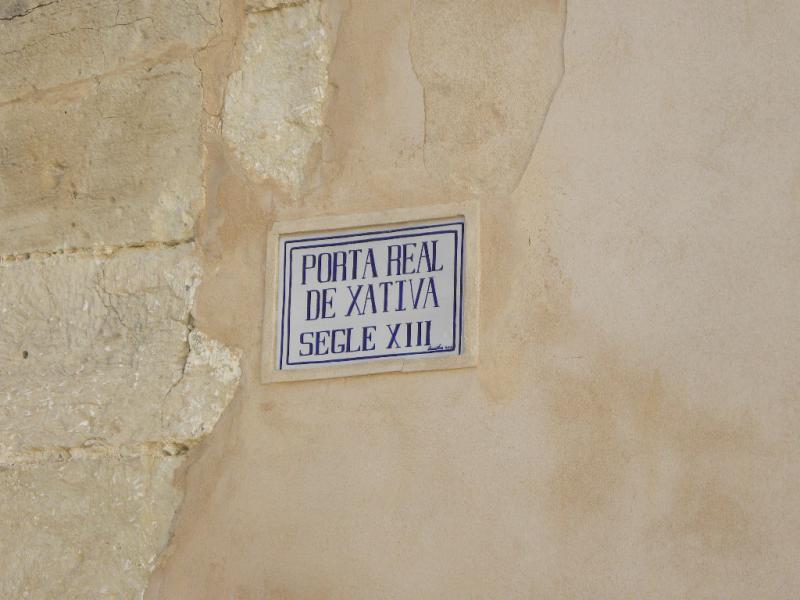 PORTA REAL
DE XATIVA
SEGLE XIII